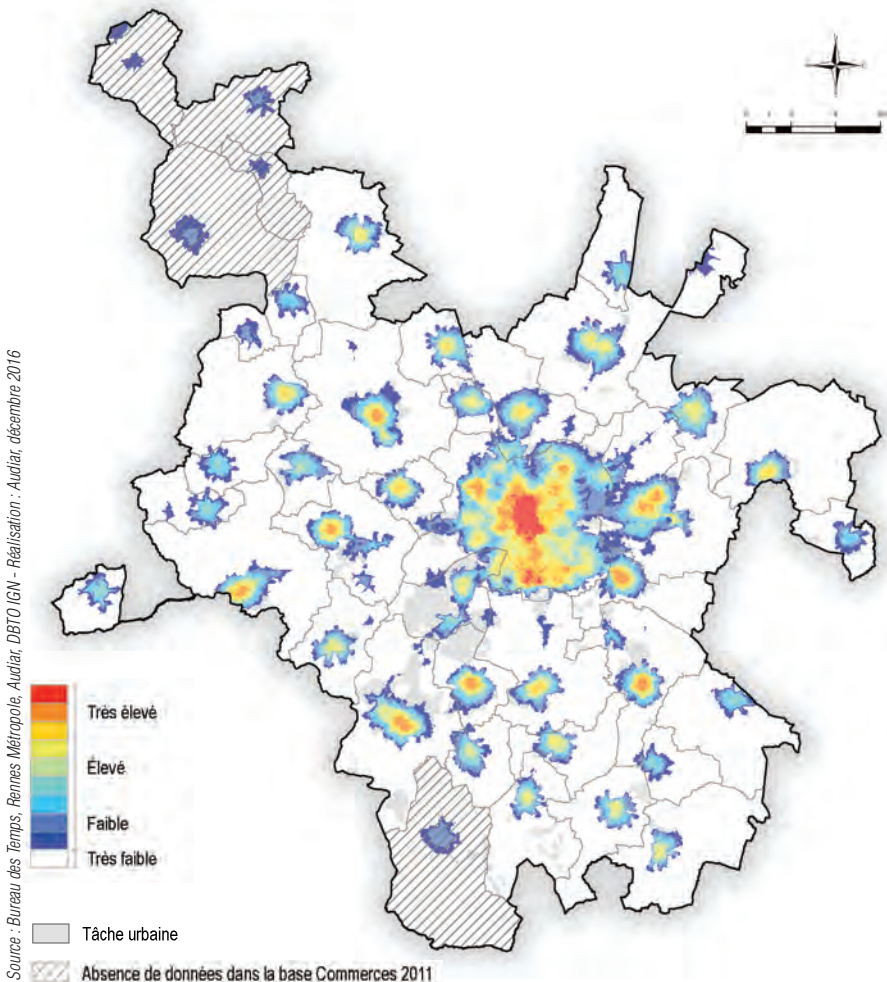 Source : Bureau des Temps, Rennes Métropole, Audiar, DBTO IGN - Réalisation : Audiar, décembre 2016
Très élevé
Élevé
Faible
Très faible
Tâche urbaine
Absence de données dans la base Commerces 2011